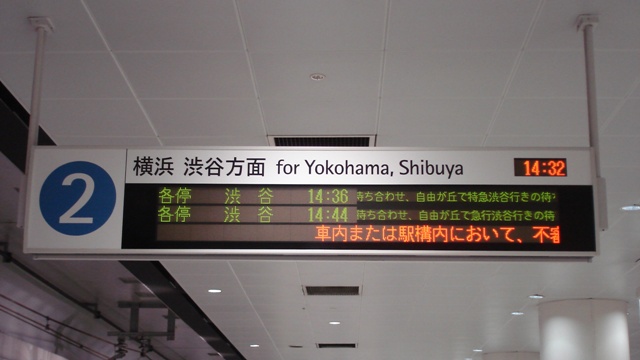 2
横浜 渋谷方面 for Yokohama, Shibuya 14:32
各停 渋谷 14:36 待ち合わせ、自由が丘で特急渋谷行きの待
各停 渋谷 14:44 待ち合わせ、自由が丘で急行渋谷行きの待
車内または駅構内において、不審